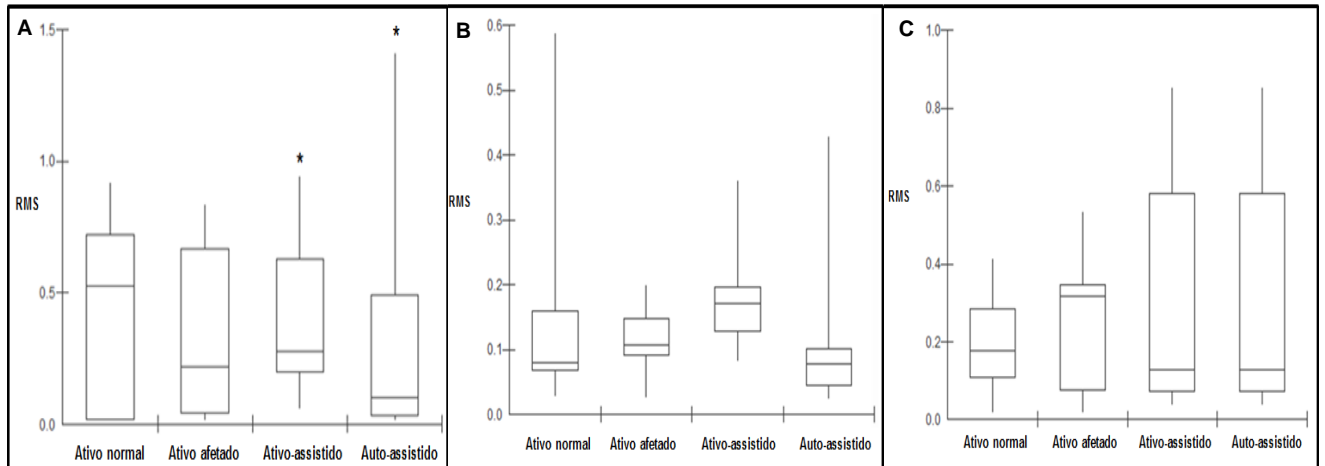 A
1.5
1.0
RMS
0.5
0.0
*
*
Ativo normal
Ativo afetado
Ativo-assistido
Auto-assistido
B
0.6
0.5
0.4
RMS
0.3
0.2
0.1
0.0
Ativo normal
Ativo afetado
Ativo-assistido
Auto-assistido
C
1.0
0.8
0.6
RMS
0.4
0.2
0.0
Ativo normal
Ativo afetado
Ativo-assistido
Auto-assistido